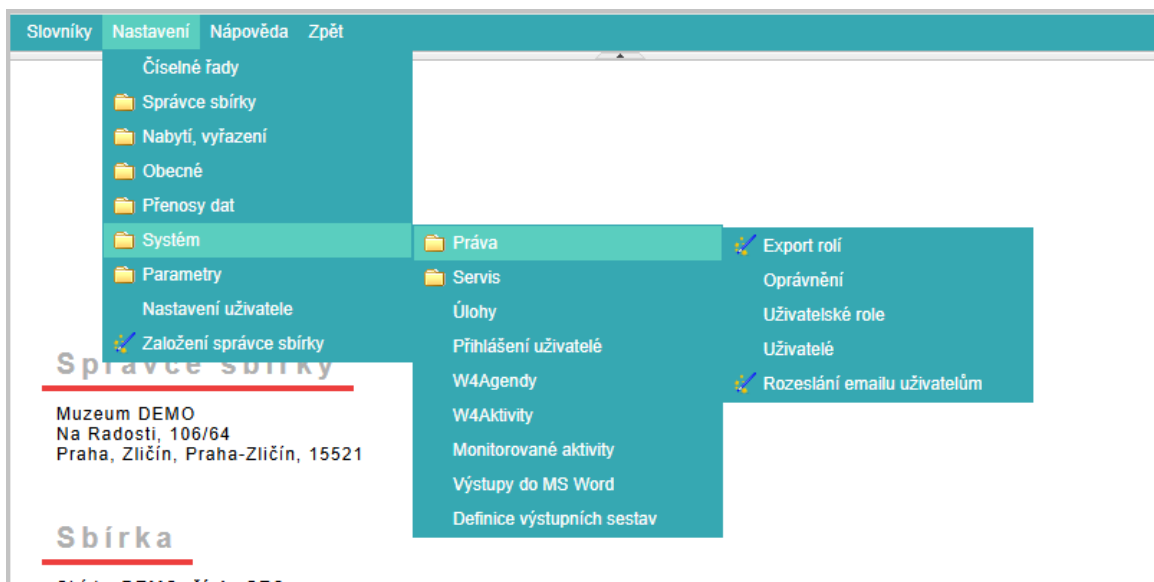 Slovníky Nastavení Nápověda Zpět
Číselné řady
Správce sbírky
Nabytí, vyřazení
Obecné
Přenosy dat
Systém
Parametry
Nastavení uživatele
Založení správce sbírky
Práva
Servis
Úlohy
Přihlášení uživatelé
W4Agendy
W4Aktivity
Monitorované aktivity
Výstupy do MS Word
Definice výstupních sestav
Export rolí
Oprávnění
Uživatelské role
Uživatelé
Rozeslání emailu uživatelům
Správce sbírky
Muzeum DEMO
Na Radosti, 106/64
Praha, Zličín, Praha-Zličín, 15521
Sbírka